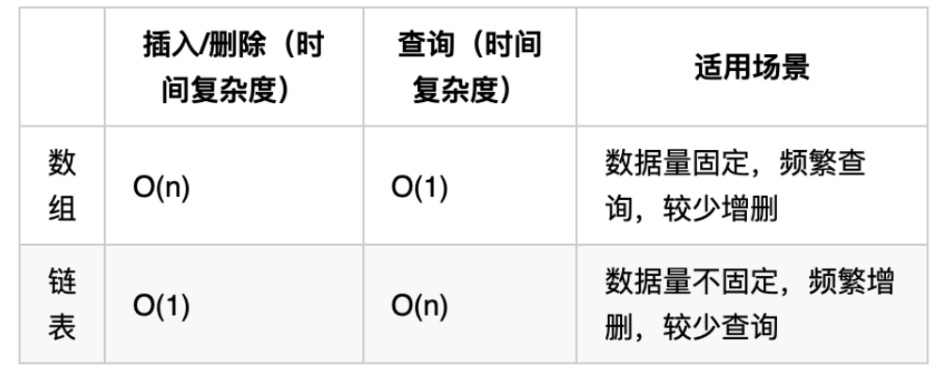 插入/删除（时
间复杂度）
查询（时间
复杂度）
适用场景
数
组
O(n)
O(1)
数据量固定，频繁查
询，较少增删
链
表
O(1)
O(n)
数据量不固定，频繁增
删，较少查询